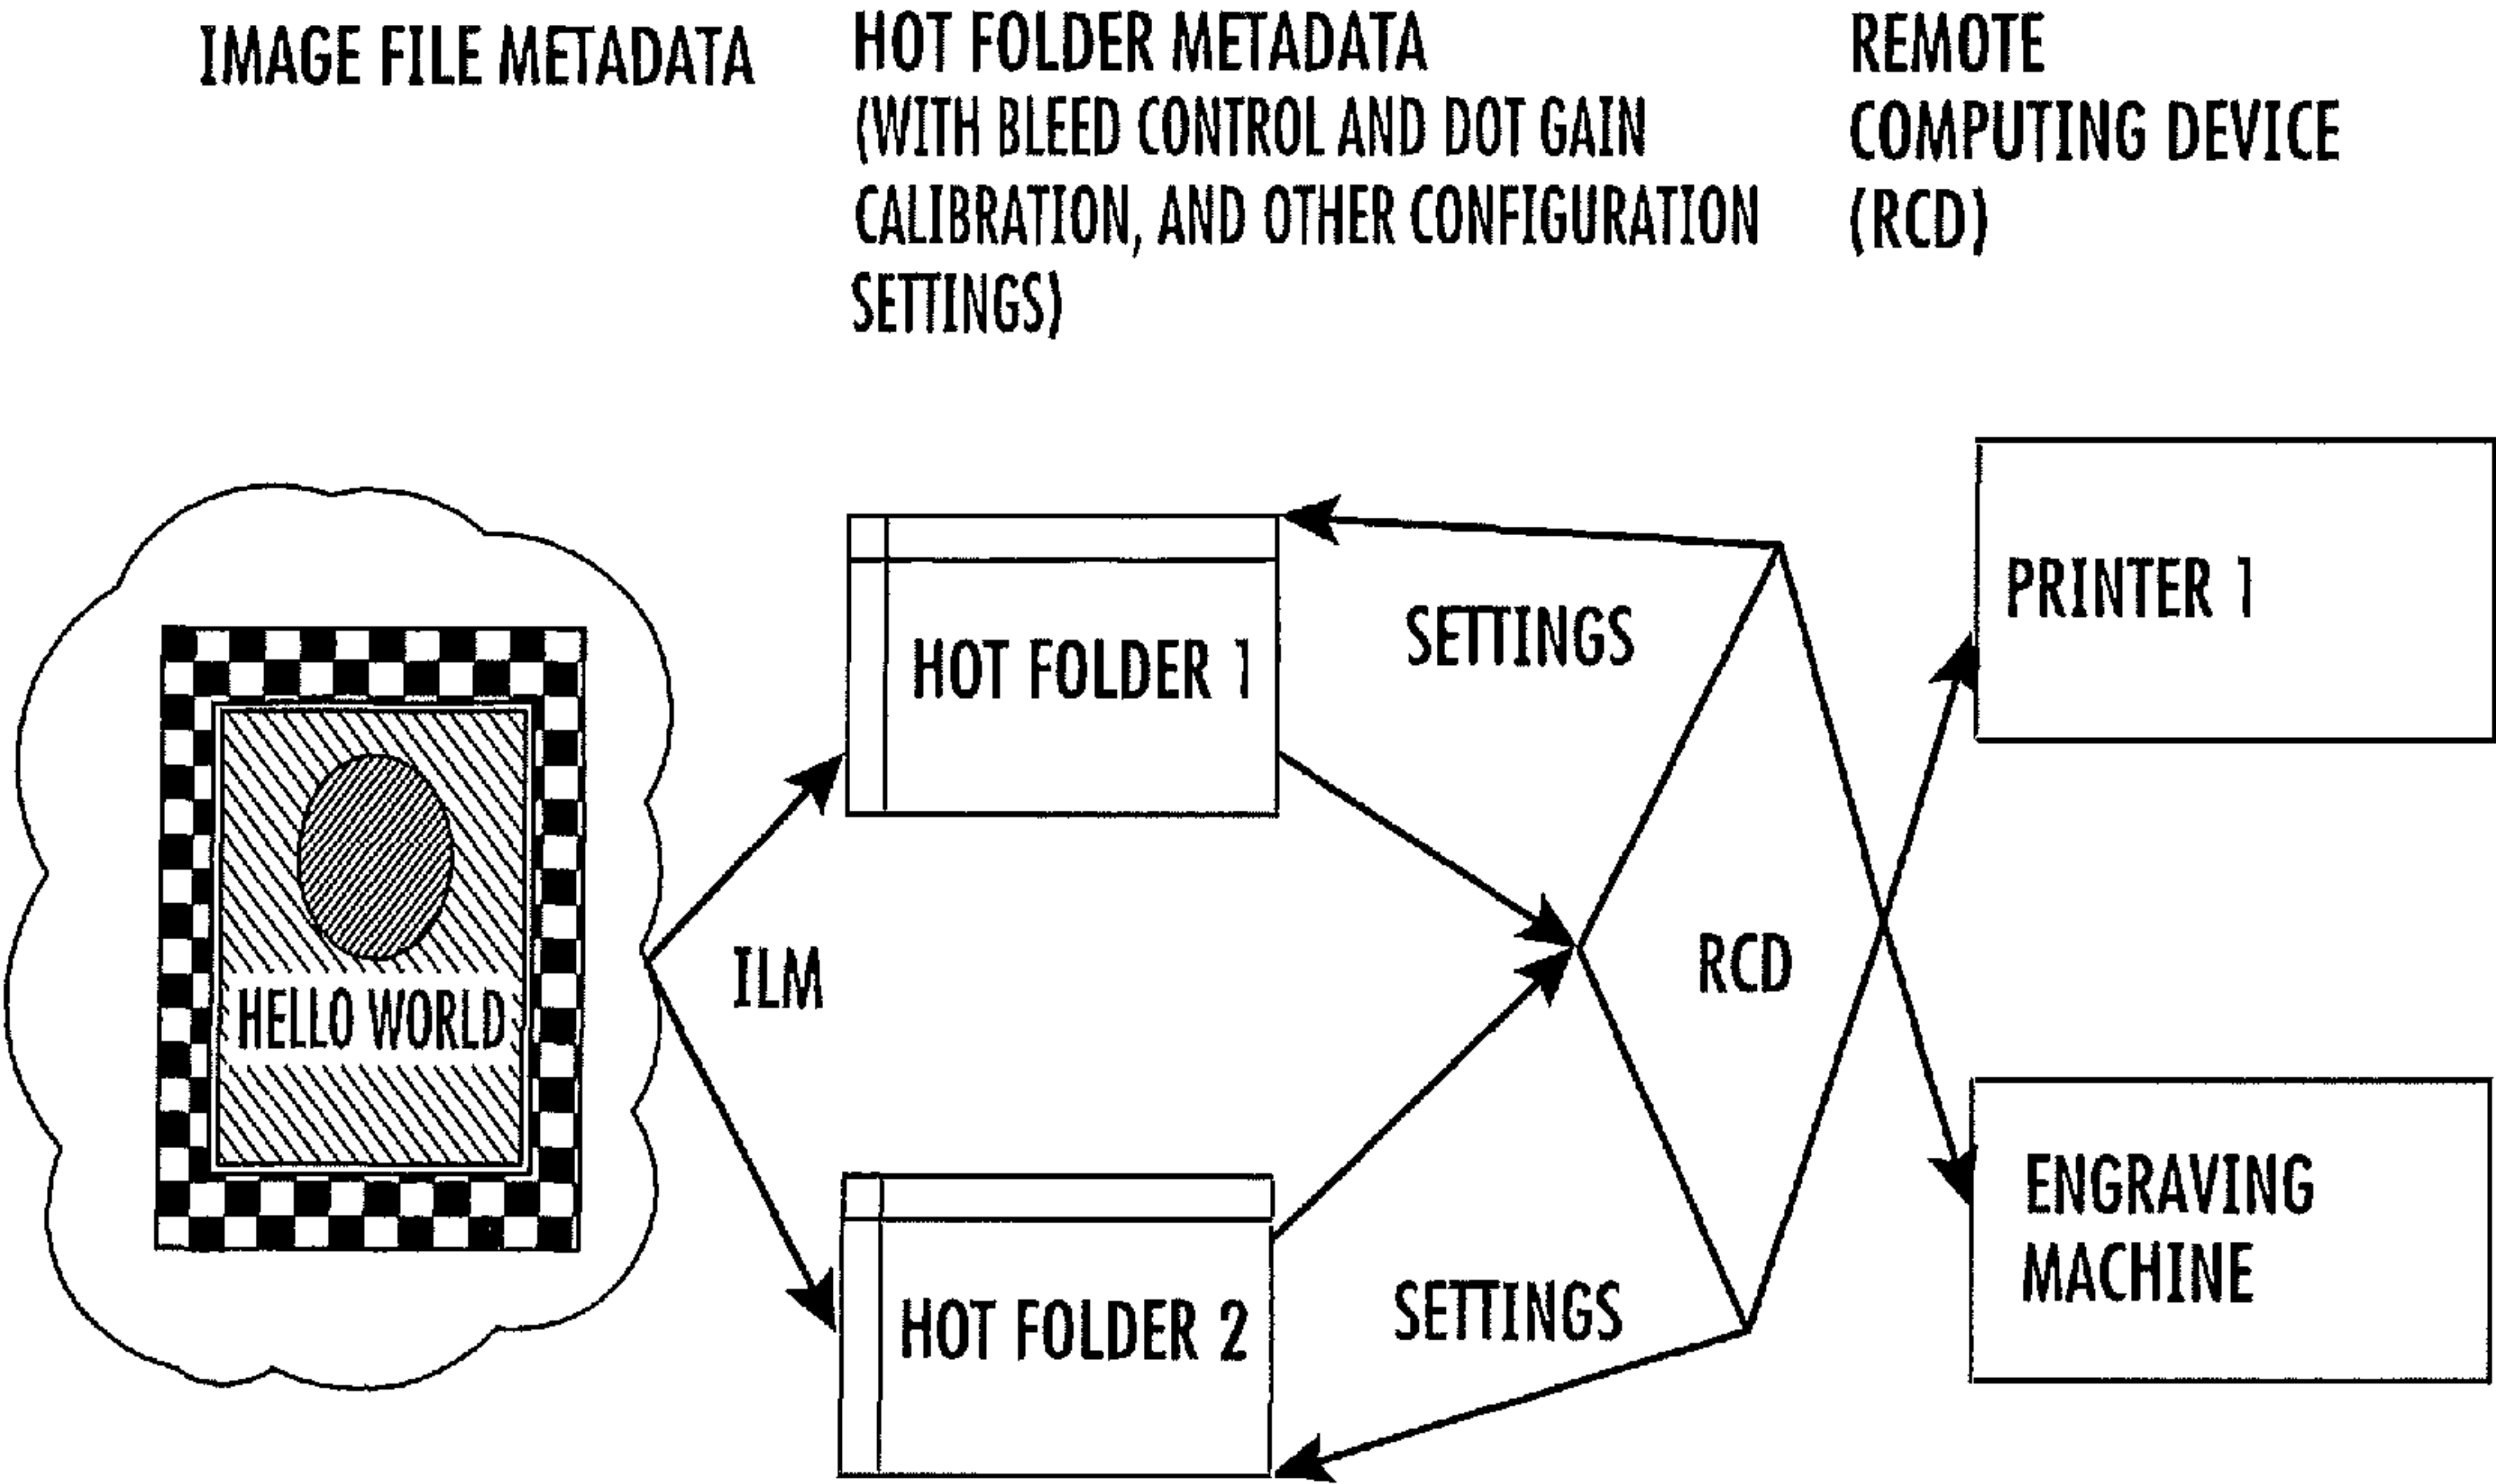 IMAGE FILE METADATA
HOT FOLDER METADATA
(WITH BLEED CONTROL AND DOT GAIN
CALIBRATION, AND OTHER CONFIGURATION
SETTINGS)
REMOTE
COMPUTING DEVICE
(RCD)
HELLO WORLD
ILM
HOT FOLDER 1
HOT FOLDER 2
SETTINGS
SETTINGS
RCD
PRINTER 1
ENGRAVING
MACHINE